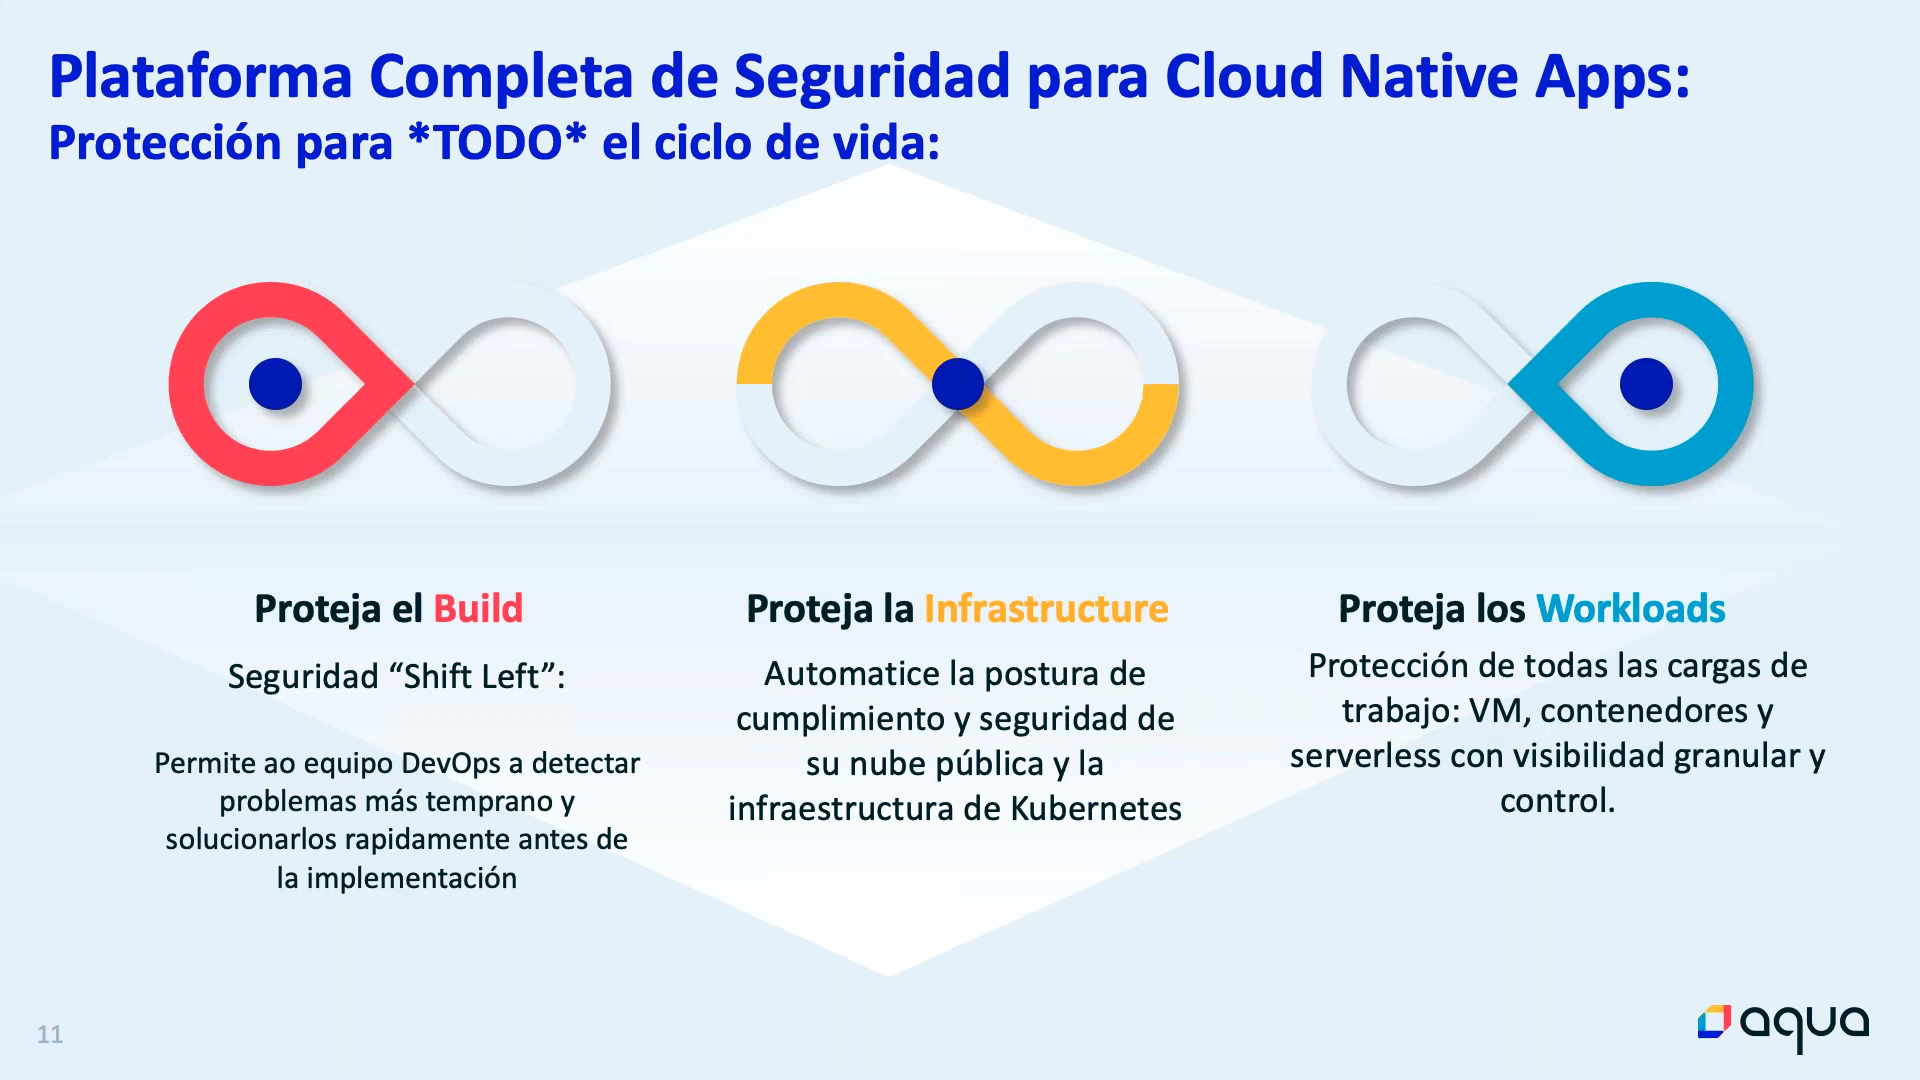 Plataforma Completa de Seguridad para Cloud Native Apps:
Protección para *TODO* el ciclo de vida:
Proteja el Build
Seguridad “Shift Left”:
Permite ao equipo DevOps a detectar
problemas más temprano y
solucionarlos rapidamente antes de
la implementación
Proteja la Infrastructure
Automatice la postura de
cumplimiento y seguridad de
su nube pública y la
infraestructura de Kubernetes
Proteja los Workloads
Protección de todas las cargas de
trabajo: VM, contenedores y
serverless con visibilidad granular y
control.
11
aqua